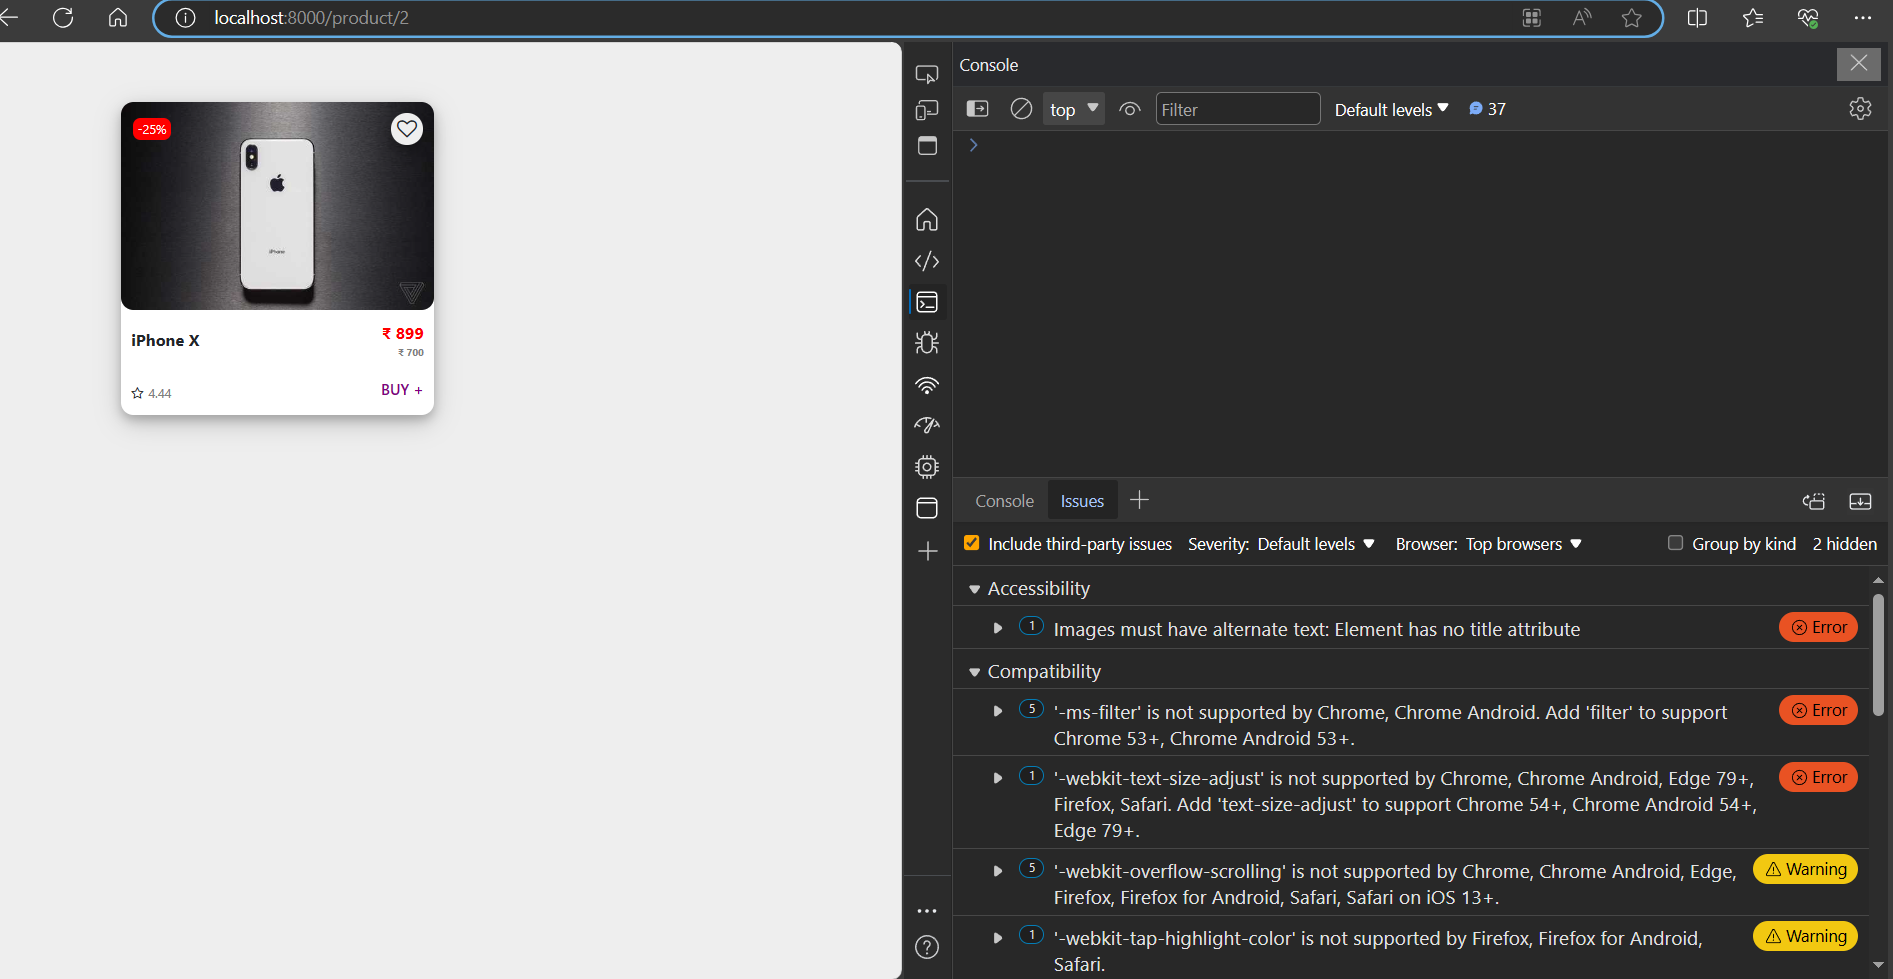 localhost:8000/product/2
-25%
iPhone
iPhone X
₹ 899
₹ 700
4.44
BUY +
Console
top
Filter
Default levels
37
Console
Issues
Include third-party issues
Severity: Default levels
Browser: Top browsers
Group by kind
2 hidden
Accessibility
1
Images must have alternate text: Element has no title attribute
Error
Compatibility
5
'-ms-filter' is not supported by Chrome, Chrome Android. Add 'filter' to support
Chrome 53+, Chrome Android 53+.
Error
1
'-webkit-text-size-adjust' is not supported by Chrome, Chrome Android, Edge 79+,
Firefox, Safari. Add 'text-size-adjust' to support Chrome 54+, Chrome Android 54+,
Edge 79+.
Error
5
'-webkit-overflow-scrolling' is not supported by Chrome, Chrome Android, Edge,
Firefox, Firefox for Android, Safari, Safari on iOS 13+.
Warning
1
'-webkit-tap-highlight-color' is not supported by Firefox, Firefox for Android,
Safari.
Warning